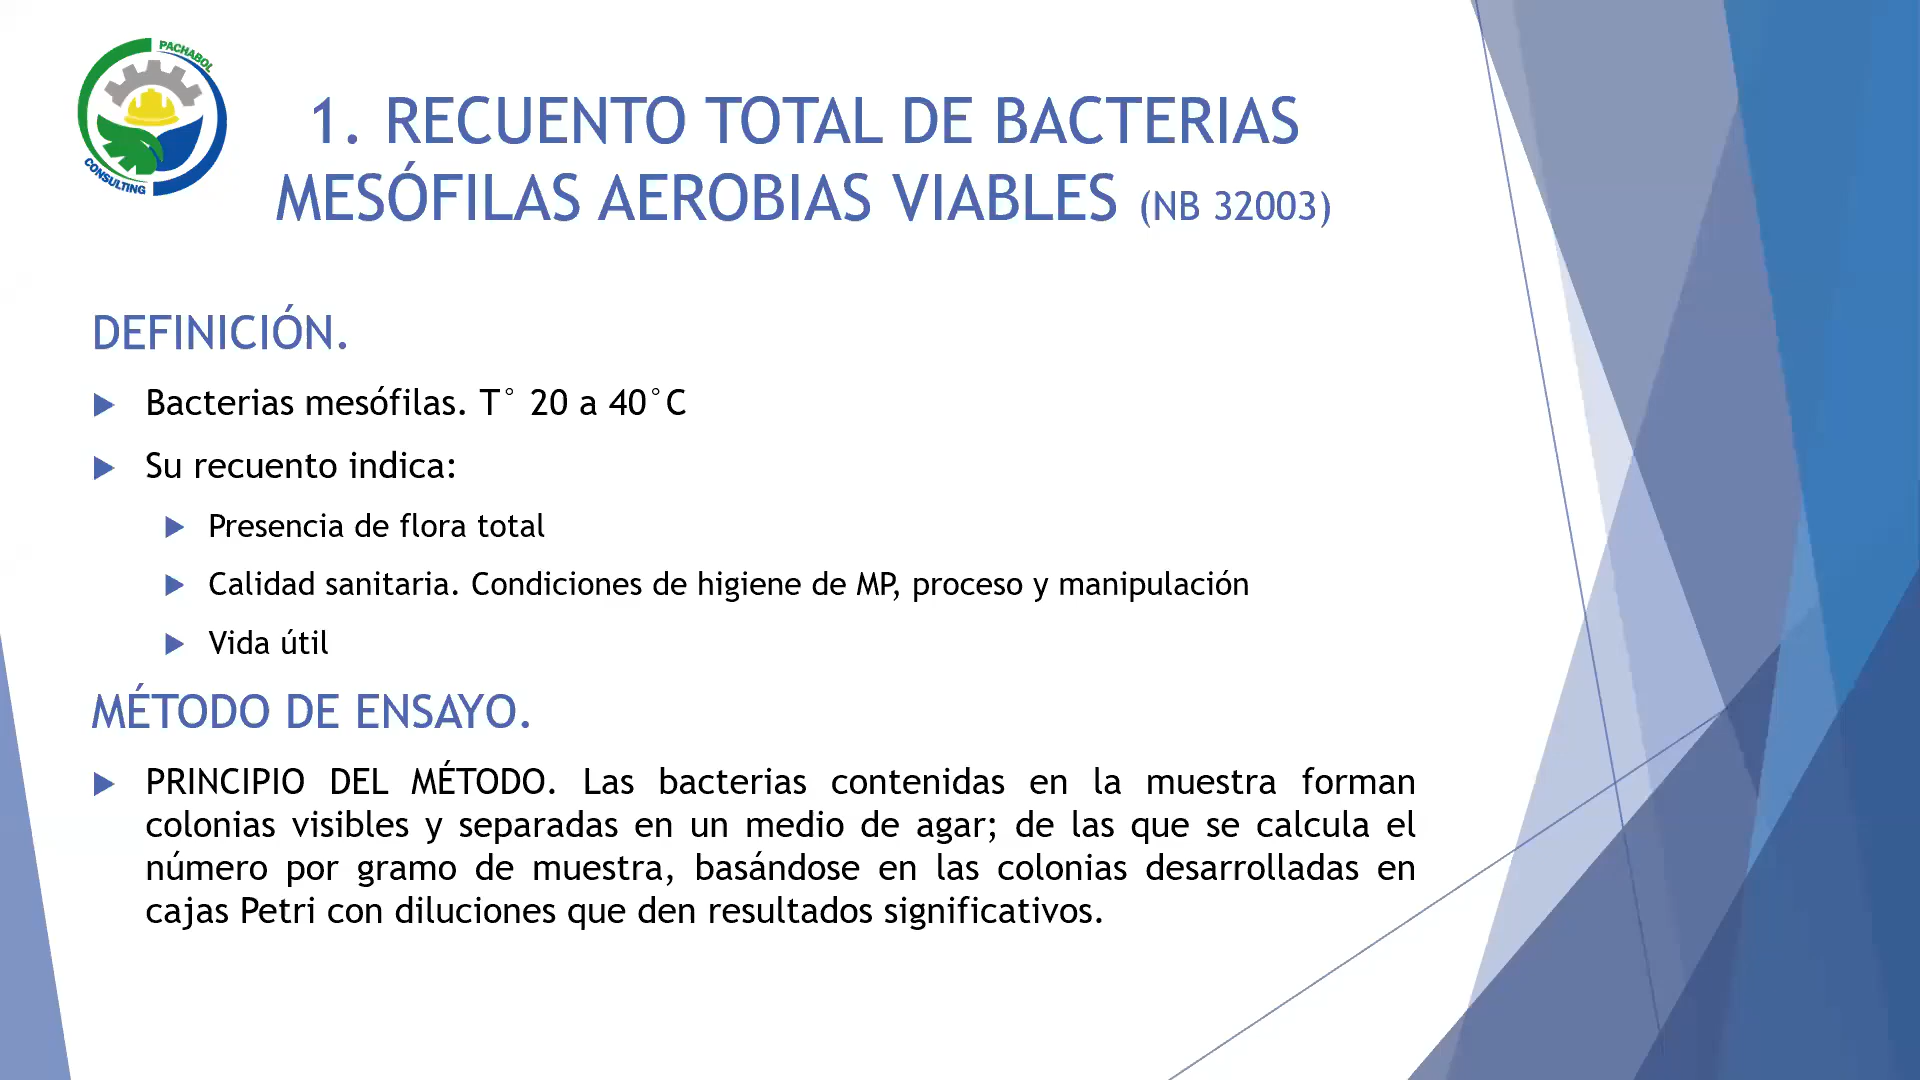 PACHABOL
CONSULTING
1. RECUENTO TOTAL DE BACTERIAS
MESÓFILAS AEROBIAS VIABLES (NB 32003)
DEFINICIÓN.
Bacterias mesófilas. T° 20 a 40°C
Su recuento indica:
Presencia de flora total
Calidad sanitaria. Condiciones de higiene de MP, proceso y manipulación
Vida útil
MÉTODO DE ENSAYO.
PRINCIPIO DEL MÉTODO. Las bacterias contenidas en la muestra forman
colonias visibles y separadas en un medio de agar; de las que se calcula el
número por gramo de muestra, basándose en las colonias desarrolladas en
cajas Petri con diluciones que den resultados significativos.